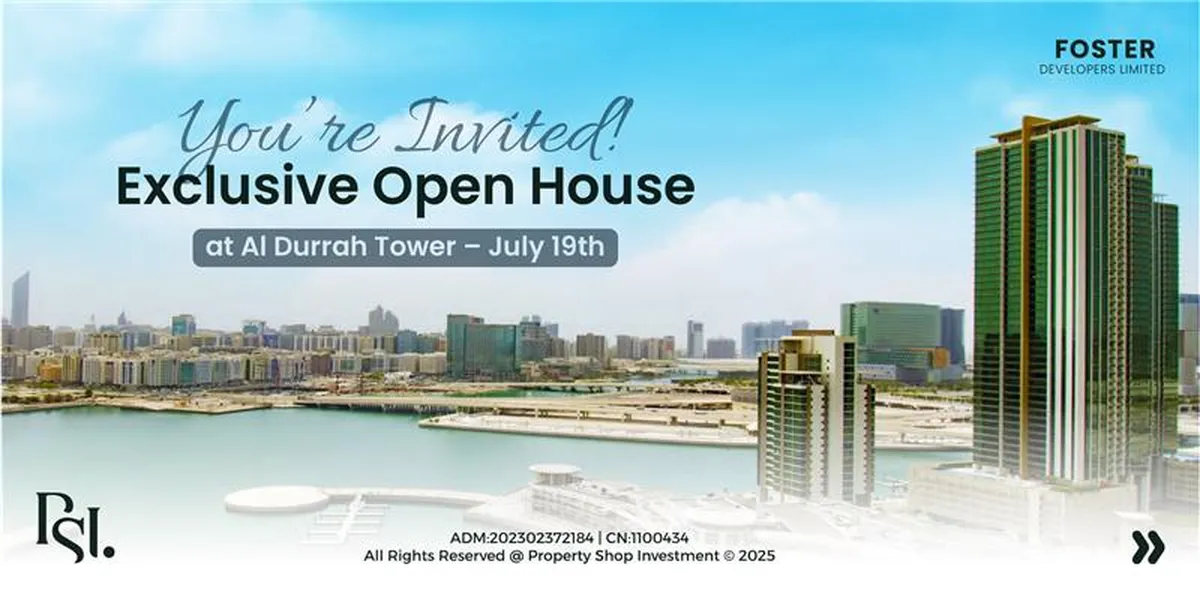 FOSTER
DEVELOPERS LIMITED
You're Invited!
Exclusive Open House
at Al Durrah Tower – July 19th
PSI.
ADM:202302372184 | CN:1100434
All Rights Reserved @ Property Shop Investment © 2025